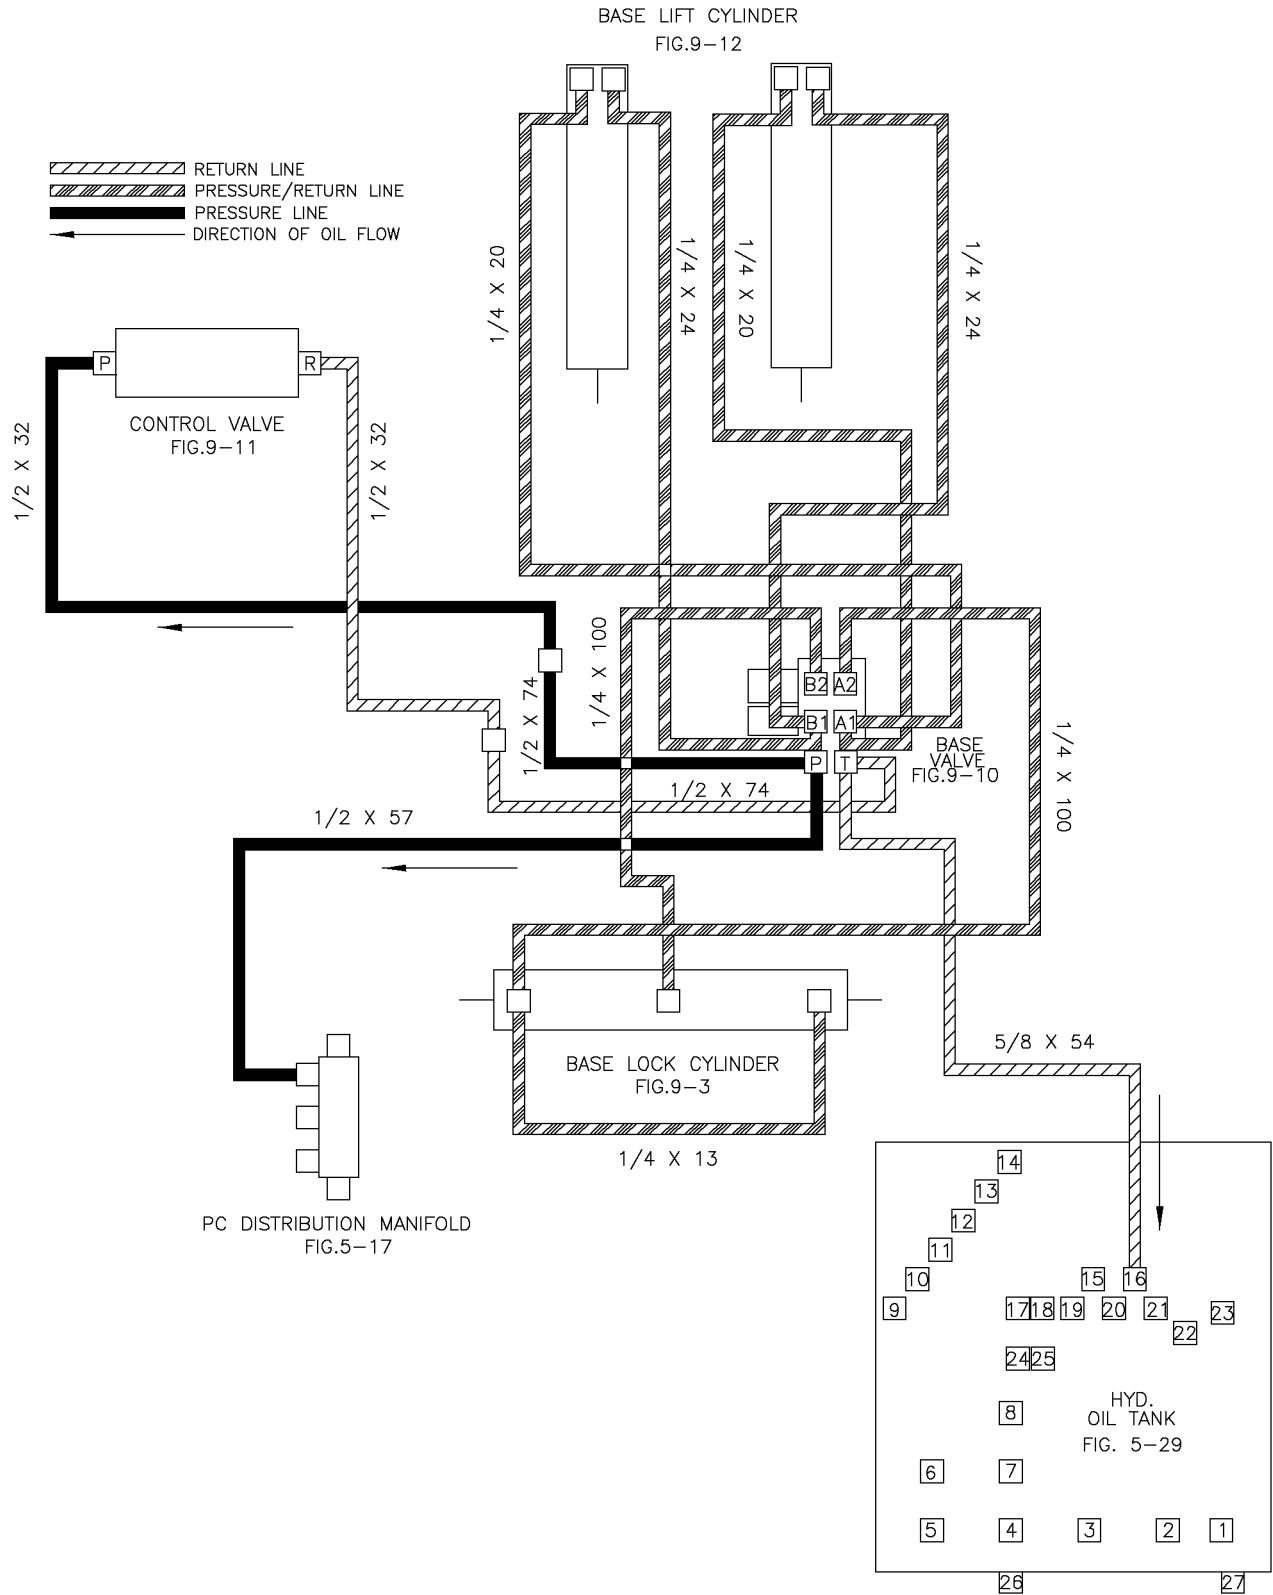 BASE LIFT CYLINDER
FIG.9-12
RETURN LINE
PRESSURE/RETURN LINE
PRESSURE LINE
DIRECTION OF OIL FLOW
1/4 X 20
1/4 X 24
1/4 X 20
1/4 X 24
P
R
CONTROL VALVE
FIG.9-11
1/2 X 32
1/2 X 32
1/4 X 100
1/2 X 74
B2
A2
B1
A1
P
T
BASE
VALVE
FIG.9-10
1/4 X 100
1/2 X 74
1/2 X 57
5/8 X 54
BASE LOCK CYLINDER
FIG.9-3
1/4 X 13
PC DISTRIBUTION MANIFOLD
FIG.5-17
14
13
12
11
10
9
15
16
17
18
19
20
21
22
23
24
25
8
HYD.
OIL TANK
FIG. 5-29
6
7
5
4
3
2
1
26
27